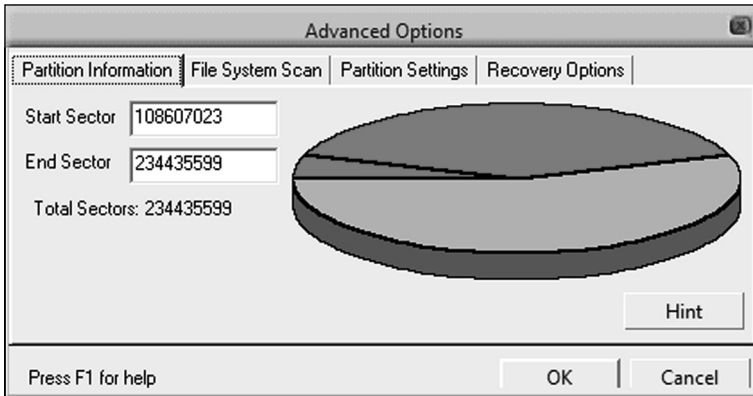 Advanced Options
Partition Information File System Scan Partition Settings Recovery Options
Start Sector 108607023
End Sector 234435599
Total Sectors: 234435599
Hint
Press F1 for help OK Cancel